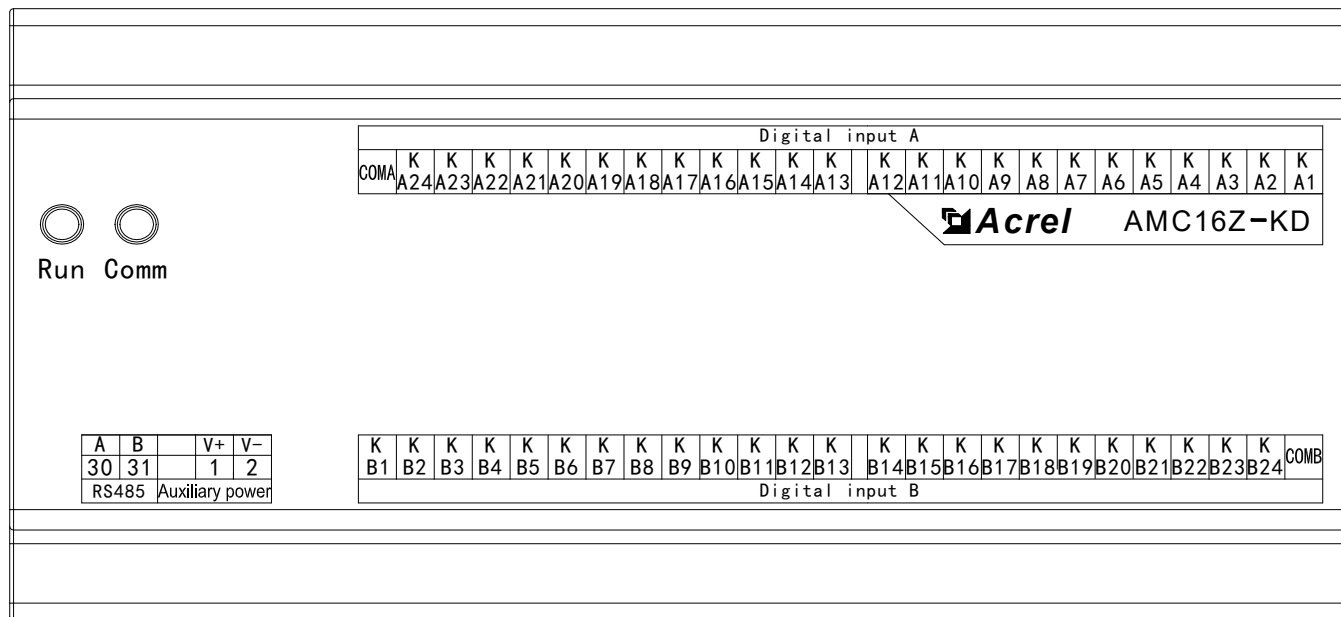 Digital input A
COMA K A24 K A23 K A22 K A21 K A20 K A19 K A18 K A17 K A16 K A15 K A14 K A13 K A12 K A11 K A10 K A9 K A8 K A7 K A6 K A5 K A4 K A3 K A2 K A1
Acrel AMC16Z-KD
Run Comm
A B V+ V-
30 31 1 2
RS485 Auxiliary power
K B1 K B2 K B3 K B4 K B5 K B6 K B7 K B8 K B9 K B10 K B11 K B12 K B13 K B14 K B15 K B16 K B17 K B18 K B19 K B20 K B21 K B22 K B23 K B24 COMB
Digital input B